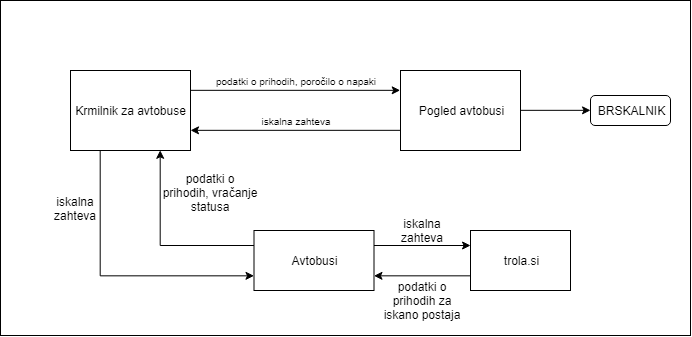 podatki o prihodih, poročilo o napaki
Krmilnik za avtobuse
Pogled avtobusi
BRSKALNIK
iskalna zahteva
iskalna
zahteva
podatki o
prihodih, vračanje
statusa
iskalna
zahteva
Avtobusi
trola.si
podatki o
prihodih za
iskano postaja